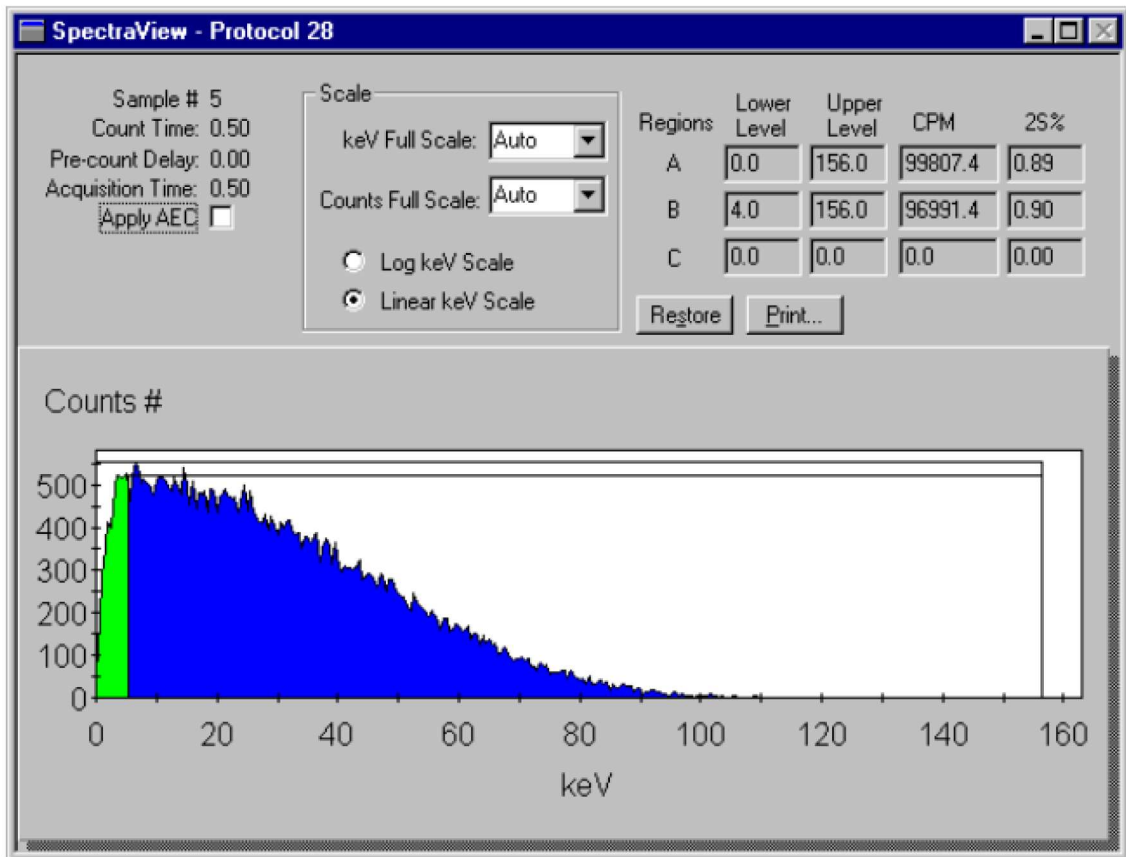 SpectraView - Protocol 28
Sample # 5
Count Time: 0.50
Pre-count Delay: 0.00
Acquisition Time: 0.50
Apply AEC
Scale
keV Full Scale: Auto
Counts Full Scale: Auto
Log keV Scale
Linear keV Scale
Regions Lower Level Upper Level CPM 2S%
A 0.0 156.0 99807.4 0.89
B 4.0 156.0 96991.4 0.90
C 0.0 0.0 0.0 0.00
Restore Print...
Counts #
500
400
300
200
100
0
0 20 40 60 80 100 120 140 160
keV